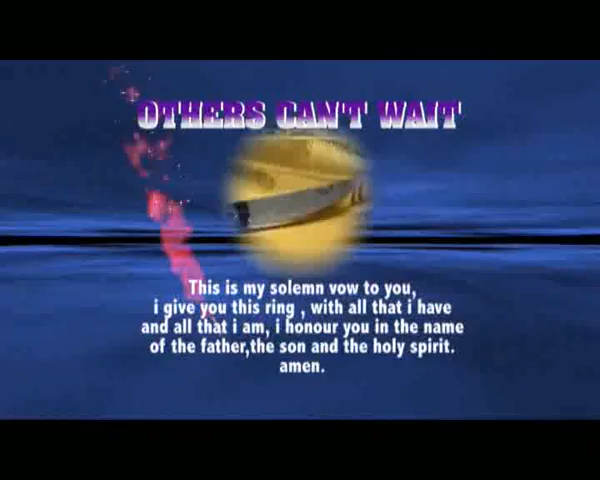 OTHERS CAN'T WAIT
This is my solemn vow to you,
i give you this ring , with all that i have
and all that i am, i honour you in the name
of the father,the son and the holy spirit.
amen.